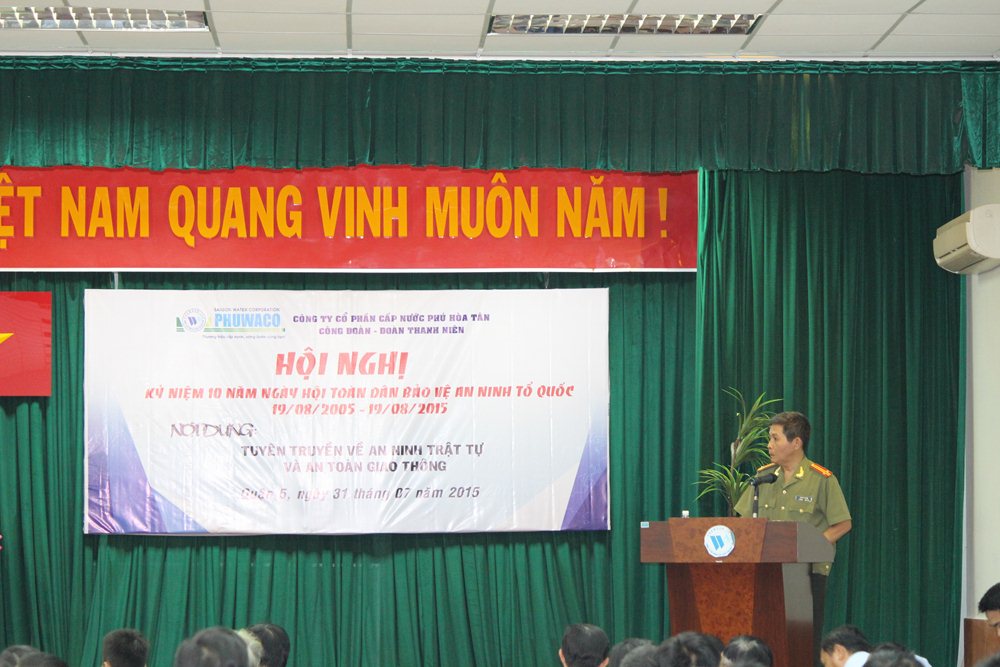 ỆT NAM QUANG VINH MUÔN NĂM !
SAIGON WATER CORPORATION
PHUWACO
CÔNG TY CỔ PHẦN CẤP NƯỚC PHÚ HÒA TÂN
CÔNG ĐOÀN - ĐOÀN THANH NIÊN
HỘI NGHỊ
KỶ NIỆM 10 NĂM NGÀY HỘI TOÀN DÂN BẢO VỆ AN NINH TỔ QUỐC
19/08/2005 - 19/08/2015
NỘI DUNG:
TUYÊN TRUYỀN VỀ AN NINH TRẬT TỰ
VÀ AN TOÀN GIAO THÔNG
Quận 5, ngày 31 tháng 07 năm 2015